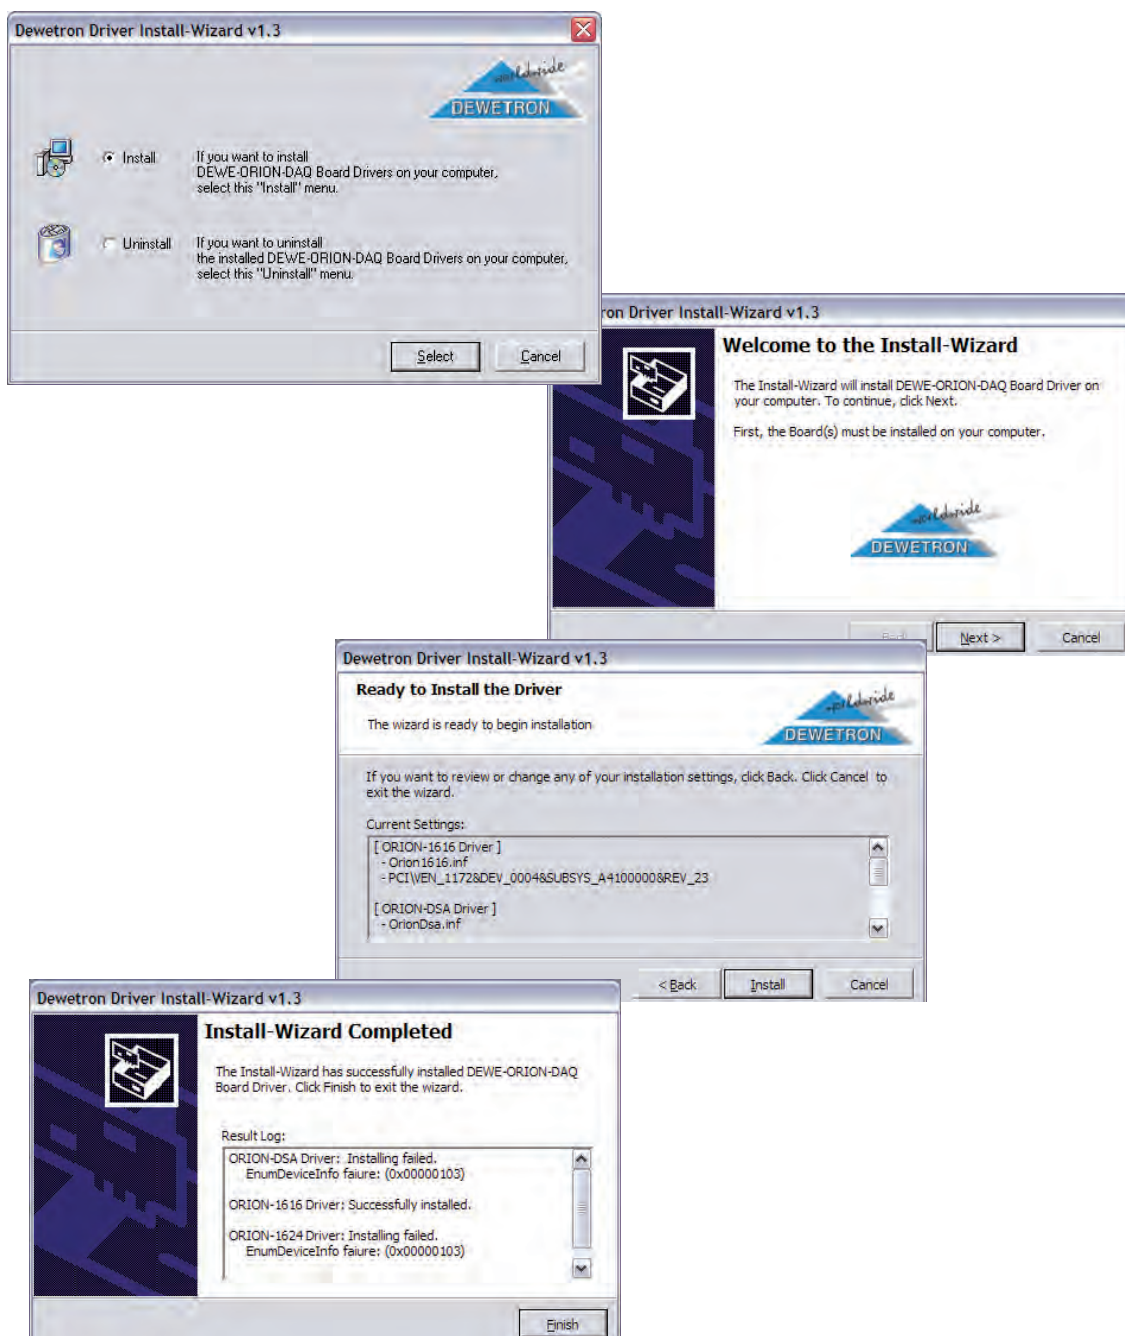 Dewetron Driver Install-Wizard v1.3
worldwide
DEWETRON
Install
If you want to install
DEWE-ORION-DAQ Board Drivers on your computer,
select this "Install" menu.
Uninstall
If you want to uninstall
the installed DEWE-ORION-DAQ Board Drivers on your computer,
select this "Uninstall" menu.
Select
Cancel
ron Driver Install-Wizard v1.3
Welcome to the Install-Wizard
The Install-Wizard will install DEWE-ORION-DAQ Board Driver on
your computer. To continue, click Next.
First, the Board(s) must be installed on your computer.
worldwide
DEWETRON
Next >
Cancel
Dewetron Driver Install-Wizard v1.3
Ready to Install the Driver
The wizard is ready to begin installation
worldwide
DEWETRON
If you want to review or change any of your installation settings, click Back. Click Cancel to
exit the wizard.
Current Settings:
[ ORION-1616 Driver ]
- Orion1616.inf
- PCI\VEN_1172&DEV_0004&SUBSYS_A4100000&REV_23
[ ORION-DSA Driver ]
- OrionDsa.inf
< Back
Install
Cancel
Dewetron Driver Install-Wizard v1.3
Install-Wizard Completed
The Install-Wizard has successfully installed DEWE-ORION-DAQ
Board Driver. Click Finish to exit the wizard.
Result Log:
ORION-DSA Driver: Installing failed.
EnumDeviceInfo faiure: (0x00000103)
ORION-1616 Driver: Successfully installed.
ORION-1624 Driver: Installing failed.
EnumDeviceInfo faiure: (0x00000103)
Finish